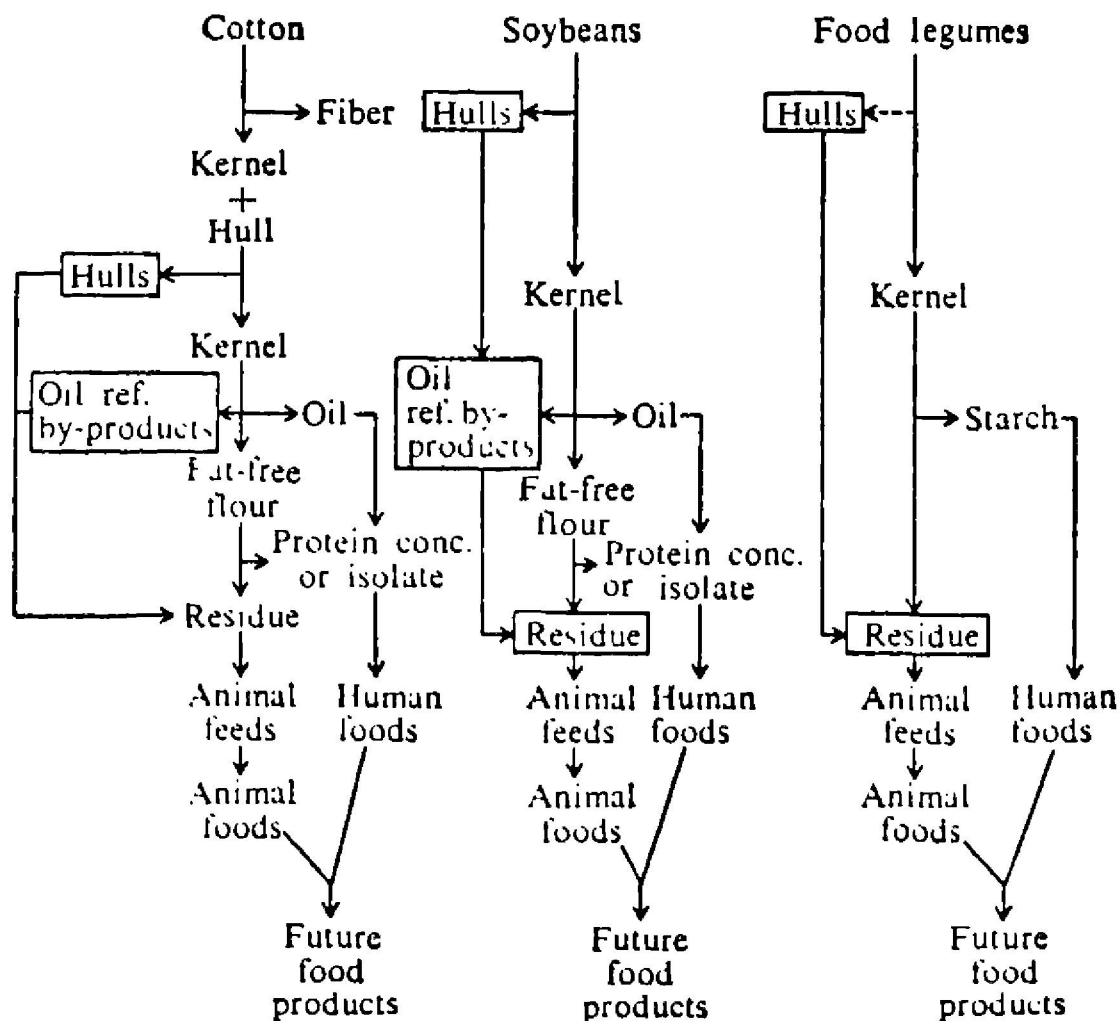 Cotton
Fiber
Kernel
+
Hull
Hulls
Kernel
Oil ref.
by-products
Oil
Fat-free
flour
Protein conc.
or isolate
Residue
Animal
feeds
Human
foods
Animal
foods
Future
food
products
Soybeans
Hulls
Kernel
Oil
ref. by-
products
Oil
Fat-free
flour
Protein conc.
or isolate
Residue
Animal
feeds
Human
foods
Animal
foods
Future
food
products
Food legumes
Hulls
Kernel
Starch
Residue
Animal
feeds
Human
foods
Animal
foods
Future
food
products